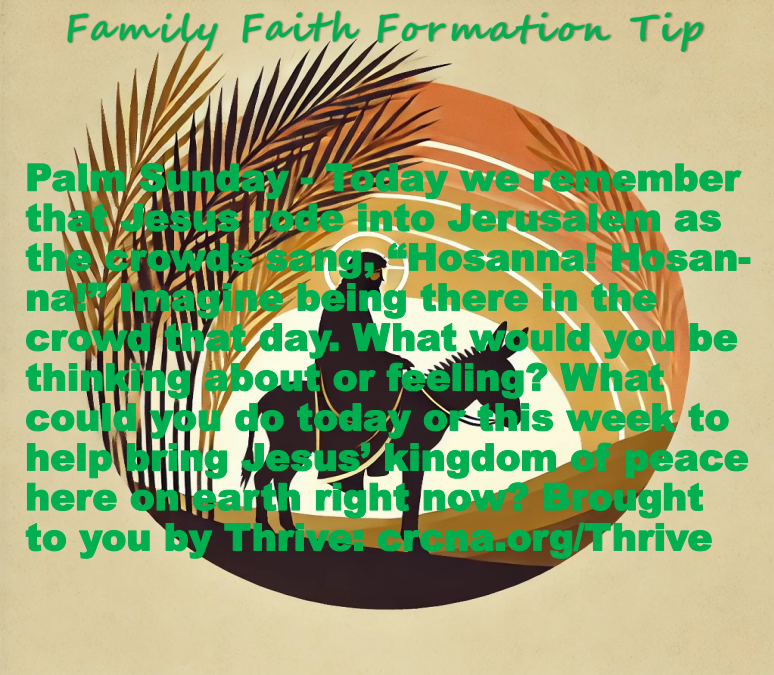 Family Faith Formation Tip
Palm Sunday - Today we remember
that Jesus rode into Jerusalem as
the crowds sang, “Hosanna! Hosan-
na!” Imagine being there in the
crowd that day. What would you be
thinking about or feeling? What
could you do today or this week to
help bring Jesus’ kingdom of peace
here on earth right now? Brought
to you by Thrive: crcna.org/Thrive